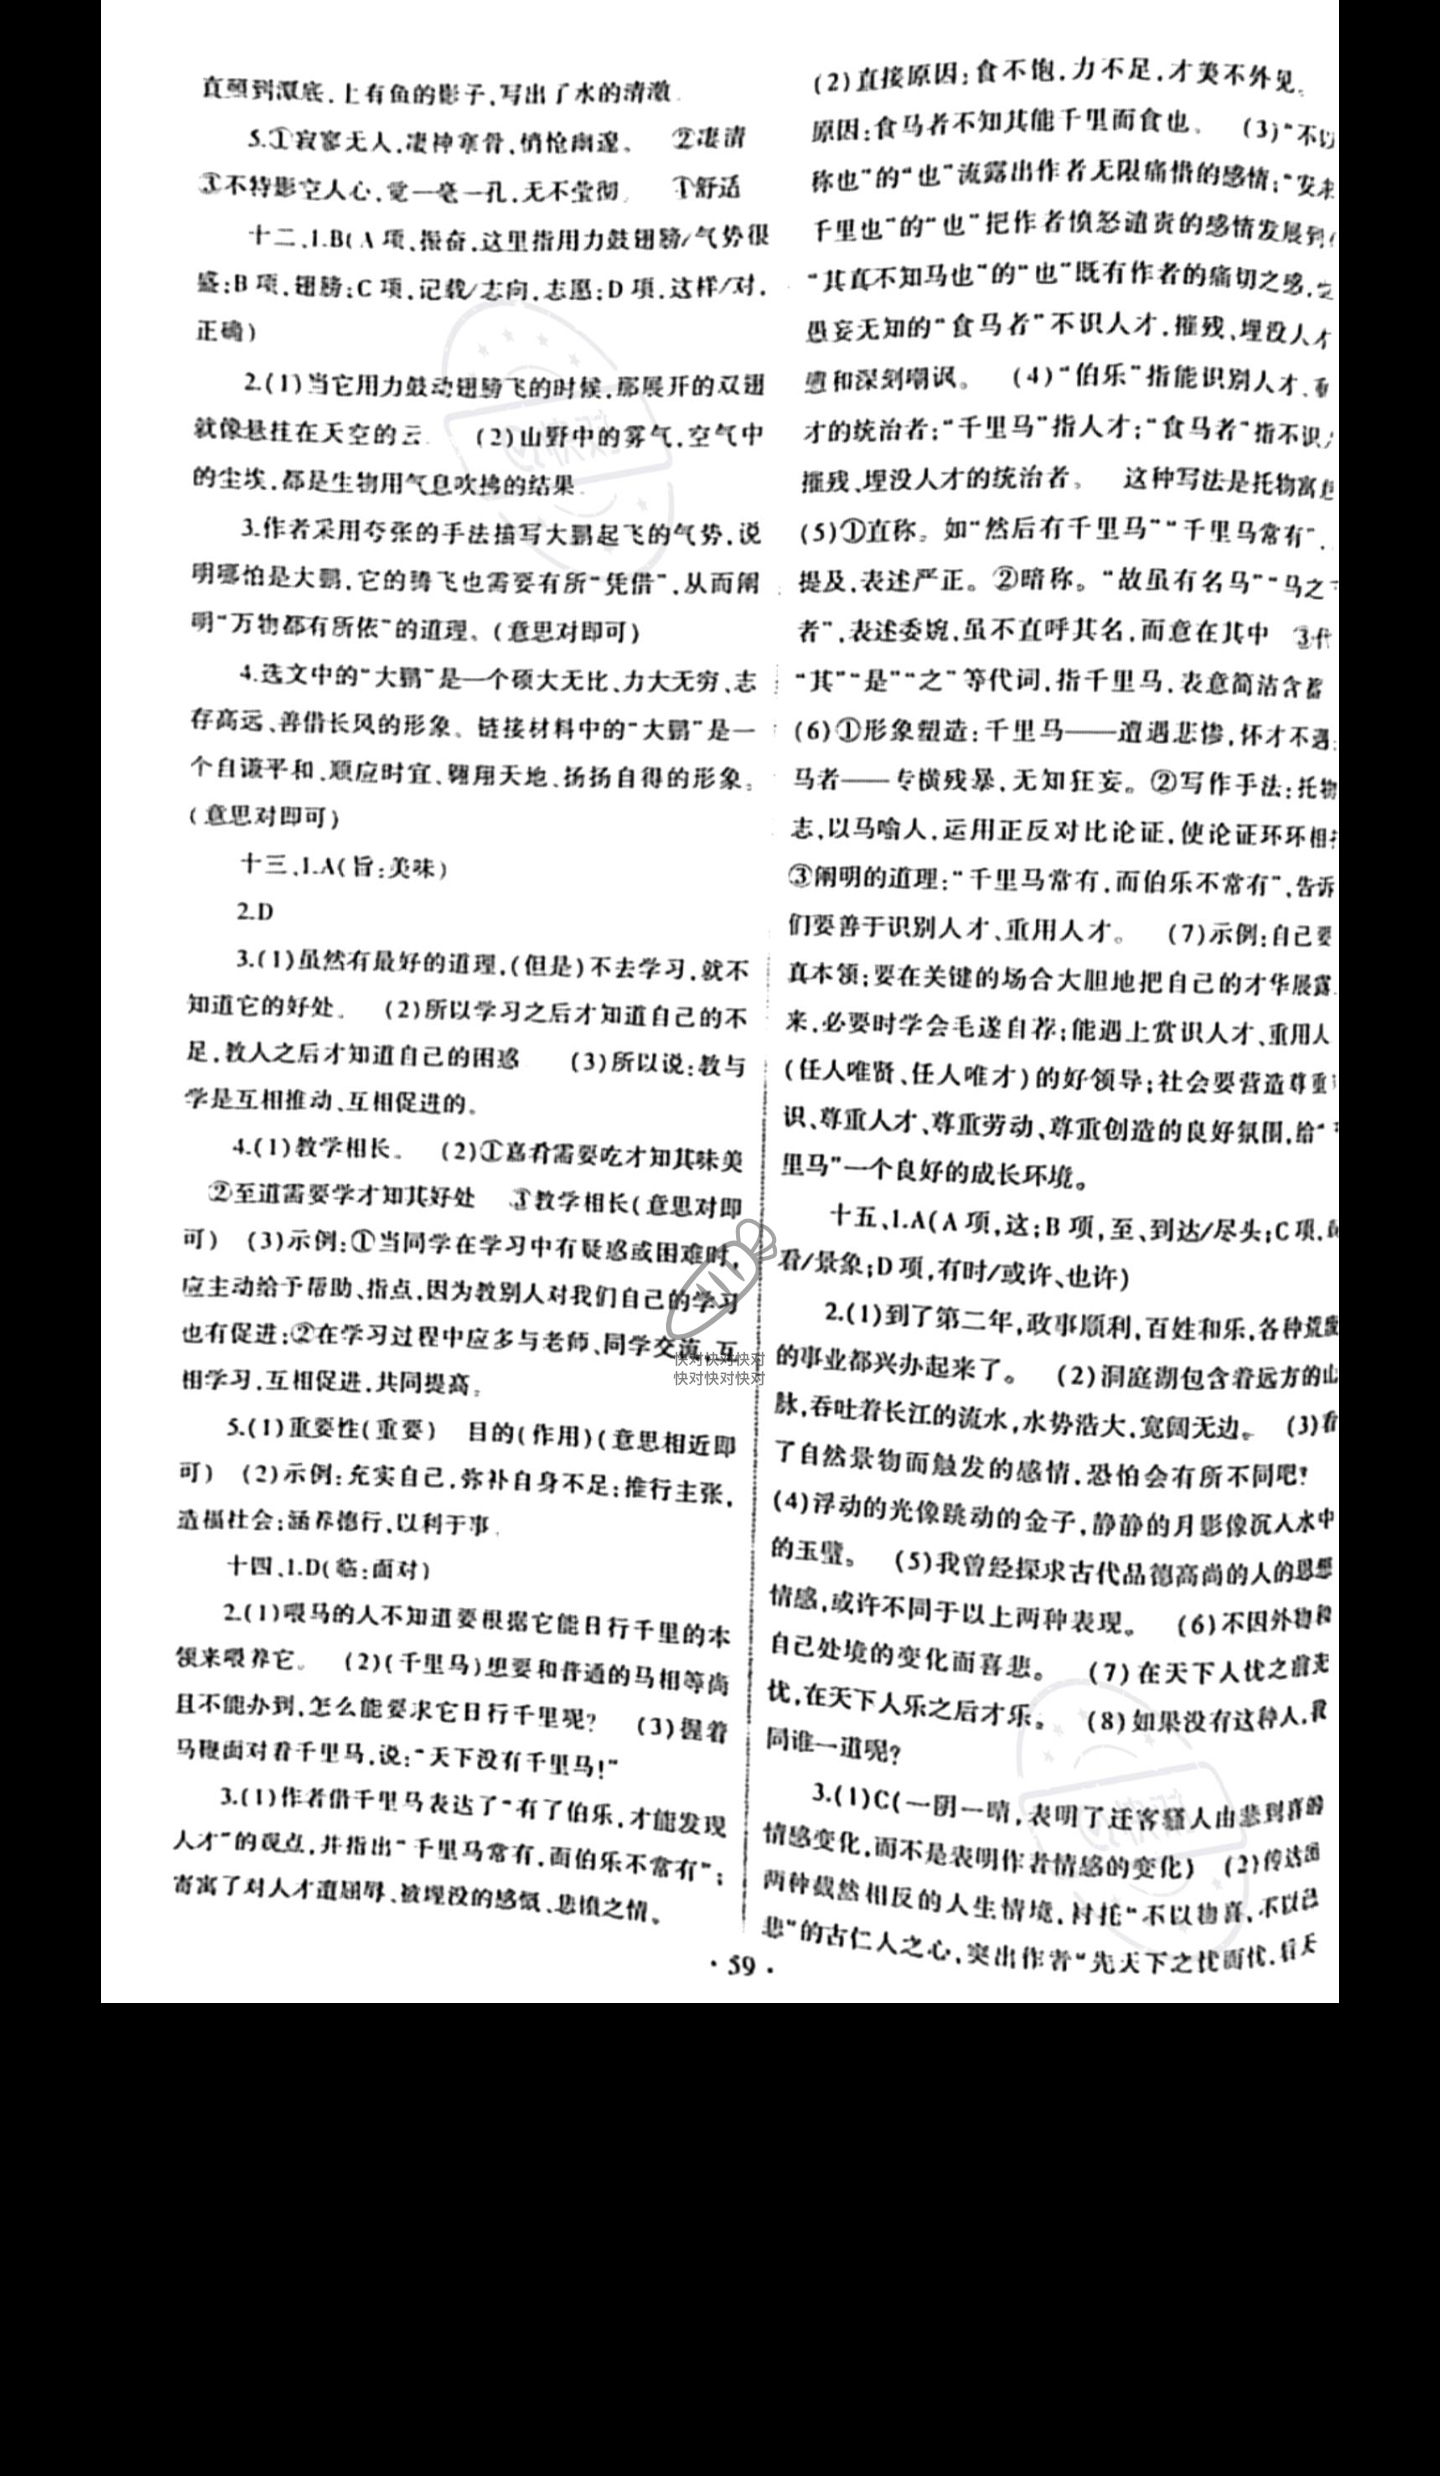 直照到潭底,上有鱼的影子,写出了水的清澈
5.①寂寥无人,凄神寒骨,悄怆幽邃。 ②凄清
③不特影空人心,觉一毫一孔,无不莹彻 ④舒适
十二、1.B(A项,振奋,这里指用力鼓翅膀/气势很
盛;B项,翅膀;C项,记载/志向,志愿;D项,这样/对,
正确)
2.(1)当它用力鼓动翅膀飞的时候,那展开的双翅
就像悬挂在天空的云 (2)山野中的雾气,空气中
的尘埃,都是生物用气息吹拂的结果
3.作者采用夸张的手法描写大鹏起飞的气势,说
明哪怕是大鹏,它的腾飞也需要有所“凭借”,从而阐
明“万物都有所依”的道理。(意思对即可)
4.选文中的“大鹏”是一个硕大无比、力大无穷、志
存高远、善借长风的形象。链接材料中的“大鹏”是一
个自谦平和、顺应时宜、翱翔天地、扬扬自得的形象。
(意思对即可)
十三、1.A(旨:美味)
2.D
3.(1)虽然有最好的道理,(但是)不去学习,就不
知道它的好处。 (2)所以学习之后才知道自己的不
足,教人之后才知道自己的困惑 (3)所以说:教与
学是互相推动、互相促进的。
4.(1)教学相长。 (2)①嘉肴需要吃才知其味美
②至道需要学才知其好处 ③教学相长(意思对即
可) (3)示例:①当同学在学习中有疑惑或困难时,
应主动给予帮助、指点,因为教别人对我们自己的学习
也有促进;②在学习过程中应多与老师、同学交流,互
相学习,互相促进,共同提高。
5.(1)重要性(重要) 目的(作用)(意思相近即
可) (2)示例:充实自己,弥补自身不足;推行主张,
造福社会;涵养德行,以利于事
十四、1.D(临:面对)
2.(1)喂马的人不知道要根据它能日行千里的本
领来喂养它。 (2)(千里马)想要和普通的马相等尚
且不能办到,怎么能要求它日行千里呢? (3)握着
马鞭面对着千里马,说:“天下没有千里马!”
3.(1)作者借千里马表达了“有了伯乐,才能发现
人才”的观点,并指出“千里马常有,而伯乐不常有”;
寄寓了对人才遭屈辱、被埋没的感慨、悲愤之情。
(2)直接原因:食不饱,力不足,才美不外见。
原因:食马者不知其能千里而食也。 (3)“不以
称也”的“也”流露出作者无限痛惜的感情;“安求
千里也”的“也”把作者愤怒谴责的感情发展到
“其真不知马也”的“也”既有作者的痛切之感,
愚妄无知的“食马者”不识人才,摧残、埋没人才
和深刻嘲讽。 (4)“伯乐”指能识别人才、重
才的统治者;“千里马”指人才;“食马者”指不识
摧残、埋没人才的统治者。 这种写法是托物寓意
(5)①直称。如“然后有千里马”“千里马常有”,
提及,表述严正。②暗称。“故虽有名马”“马之千
者”,表述委婉,虽不直呼其名,而意在其中 ③代
“其”“是”“之”等代词,指千里马,表意简洁含蓄
(6)①形象塑造:千里马——遭遇悲惨,怀才不遇;
马者——专横残暴,无知狂妄。②写作手法:托物
志,以马喻人,运用正反对比论证,使论证环环相扣
③阐明的道理:“千里马常有,而伯乐不常有”,告诉
们要善于识别人才、重用人才。 (7)示例:自己要
真本领;要在关键的场合大胆地把自己的才华展露
来,必要时学会毛遂自荐;能遇上赏识人才、重用人
(任人唯贤、任人唯才)的好领导;社会要营造尊重
识、尊重人才、尊重劳动、尊重创造的良好氛围,给“千
里马”一个良好的成长环境。
十五、1.A(A项,这;B项,至、到达/尽头;C项,
看/景象;D项,有时/或许、也许)
2.(1)到了第二年,政事顺利,百姓和乐,各种荒废
的事业都兴办起来了。 (2)洞庭湖包含着远方的山
脉,吞吐着长江的流水,水势浩大,宽阔无边。 (3)看
了自然景物而触发的感情,恐怕会有所不同吧?
(4)浮动的光像跳动的金子,静静的月影像沉入水中
的玉璧。 (5)我曾经探求古代品德高尚的人的思想
情感,或许不同于以上两种表现。 (6)不因外物和
自己处境的变化而喜悲。 (7)在天下人忧之前先
忧,在天下人乐之后才乐。 (8)如果没有这种人,我
同谁一道呢?
3.(1)C(一阴一晴,表明了迁客骚人由悲到喜的
情感变化,而不是表明作者情感的变化) (2)传达出
两种截然相反的人生情境,衬托“不以物喜,不以己
悲”的古仁人之心,突出作者“先天下之忧而忧,后天
快对快对快对
快对快对快对
· 59 ·